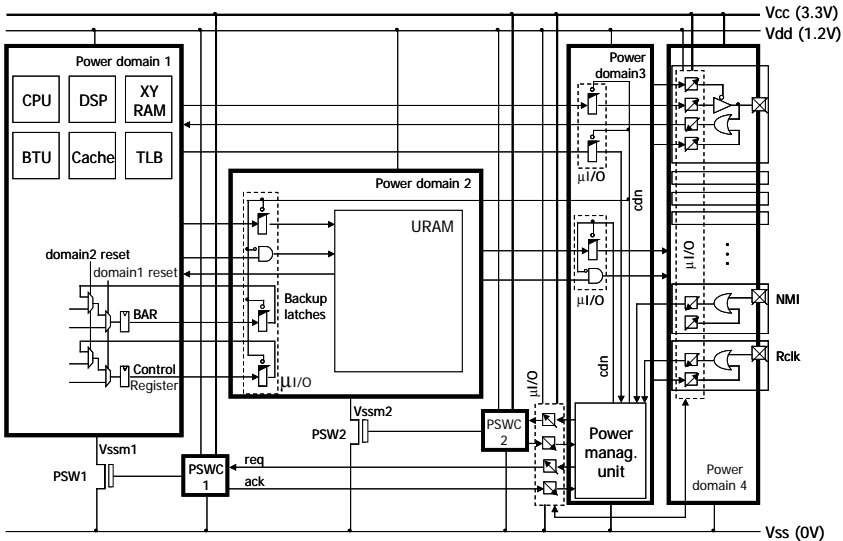 Vcc (3.3V)
Vdd (1.2V)
Power domain 1
Power
domain3
CPU
DSP
XY
RAM
BTU
Cache
TLB
μI/O
Power domain 2
cdn
URAM
μI/O
domain2 reset
domain1 reset
μI/O
Backup
latches
NMI
BAR
Rclk
Control
Register
μI/O
cdn
μI/O
Vssm2
PSW2
PSWC
2
Power
manag.
unit
Vssm1
PSW1
PSWC
1
req
ack
Power
domain 4
Vss (0V)